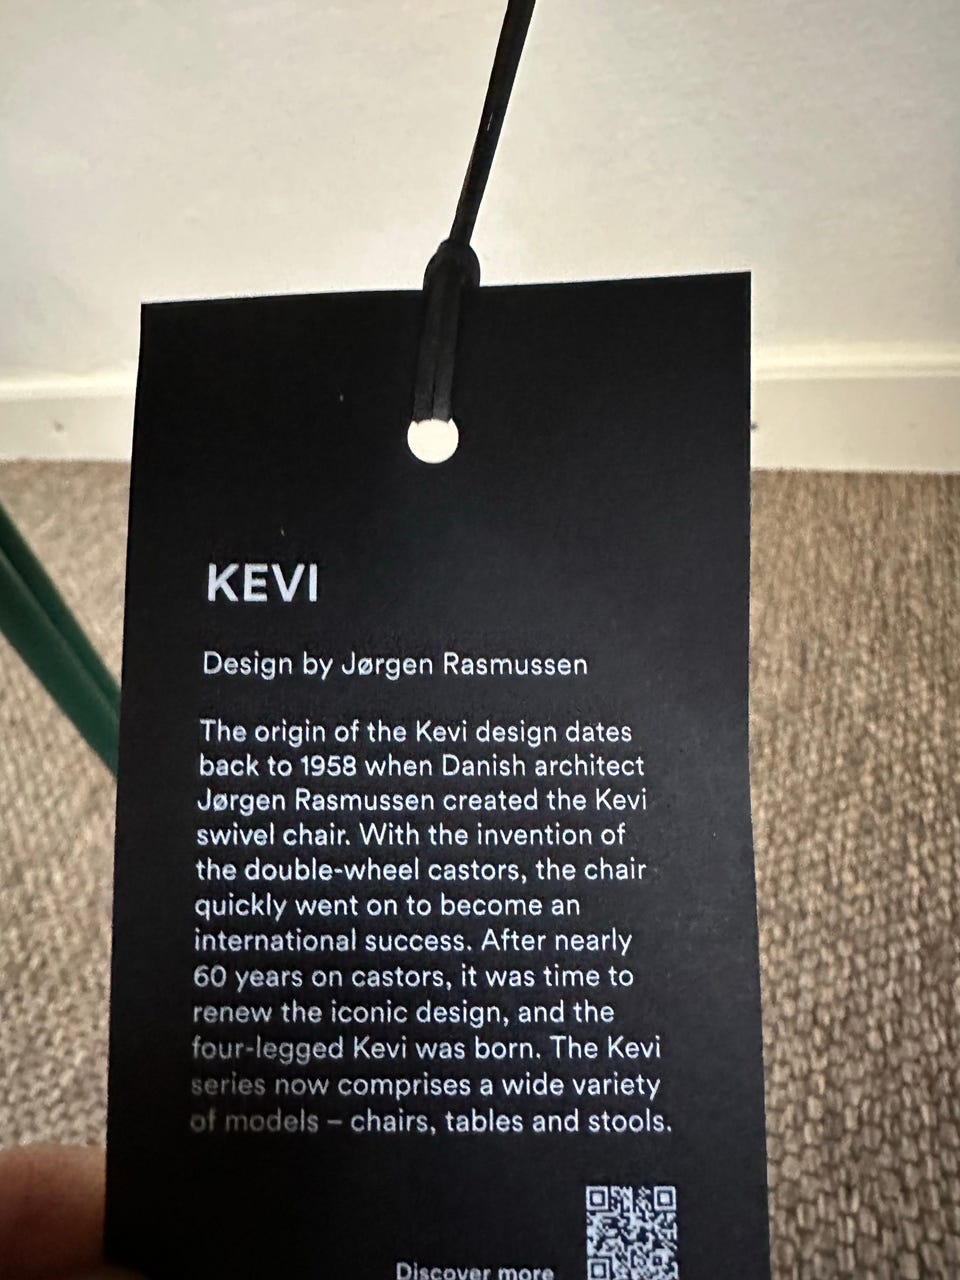 KEVI
Design by Jørgen Rasmussen
The origin of the Kevi design dates
back to 1958 when Danish architect
Jørgen Rasmussen created the Kevi
swivel chair. With the invention of
the double-wheel castors, the chair
quickly went on to become an
international success. After nearly
60 years on castors, it was time to
renew the iconic design, and the
four-legged Kevi was born. The Kevi
series now comprises a wide variety
of models – chairs, tables and stools.
Discover more